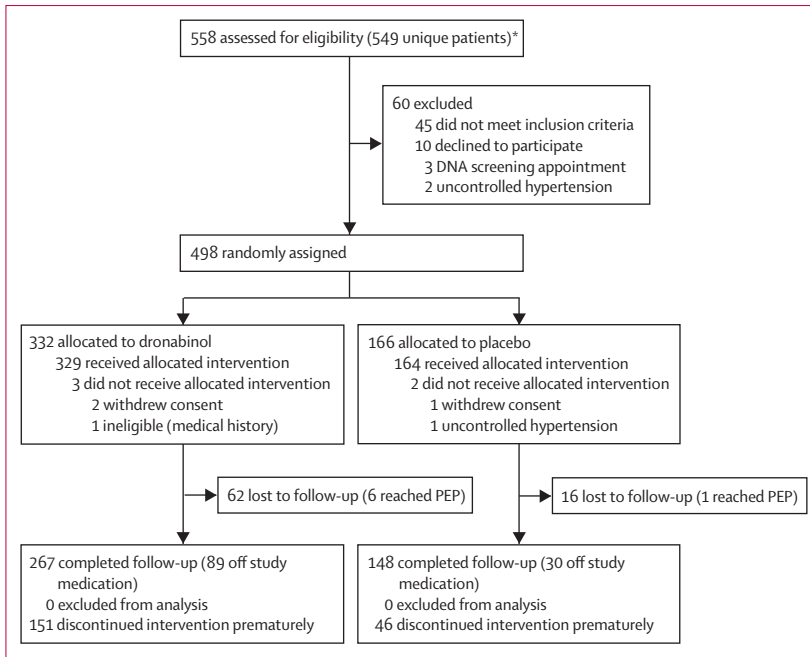 558 assessed for eligibility (549 unique patients)*
60 excluded
45 did not meet inclusion criteria
10 declined to participate
3 DNA screening appointment
2 uncontrolled hypertension
498 randomly assigned
332 allocated to dronabinol
329 received allocated intervention
3 did not receive allocated intervention
2 withdrew consent
1 ineligible (medical history)
166 allocated to placebo
164 received allocated intervention
2 did not receive allocated intervention
1 withdrew consent
1 uncontrolled hypertension
62 lost to follow-up (6 reached PEP)
16 lost to follow-up (1 reached PEP)
267 completed follow-up (89 off study
medication)
0 excluded from analysis
151 discontinued intervention prematurely
148 completed follow-up (30 off study
medication)
0 excluded from analysis
46 discontinued intervention prematurely